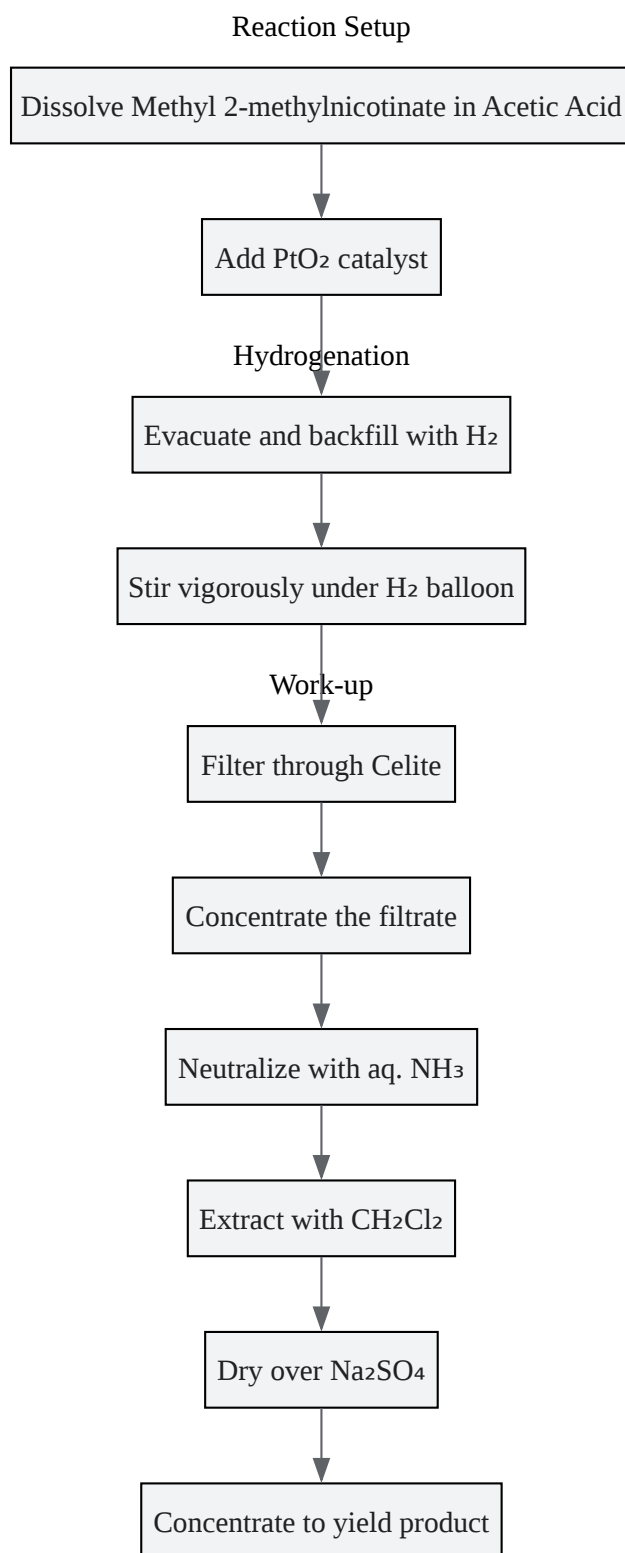 Reaction Setup
Dissolve Methyl 2-methylnicotinate in Acetic Acid
Add PtO₂ catalyst
Hydrogenation
Evacuate and backfill with H₂
Stir vigorously under H₂ balloon
Work-up
Filter through Celite
Concentrate the filtrate
Neutralize with aq. NH₃
Extract with CH₂Cl₂
Dry over Na₂SO₄
Concentrate to yield product